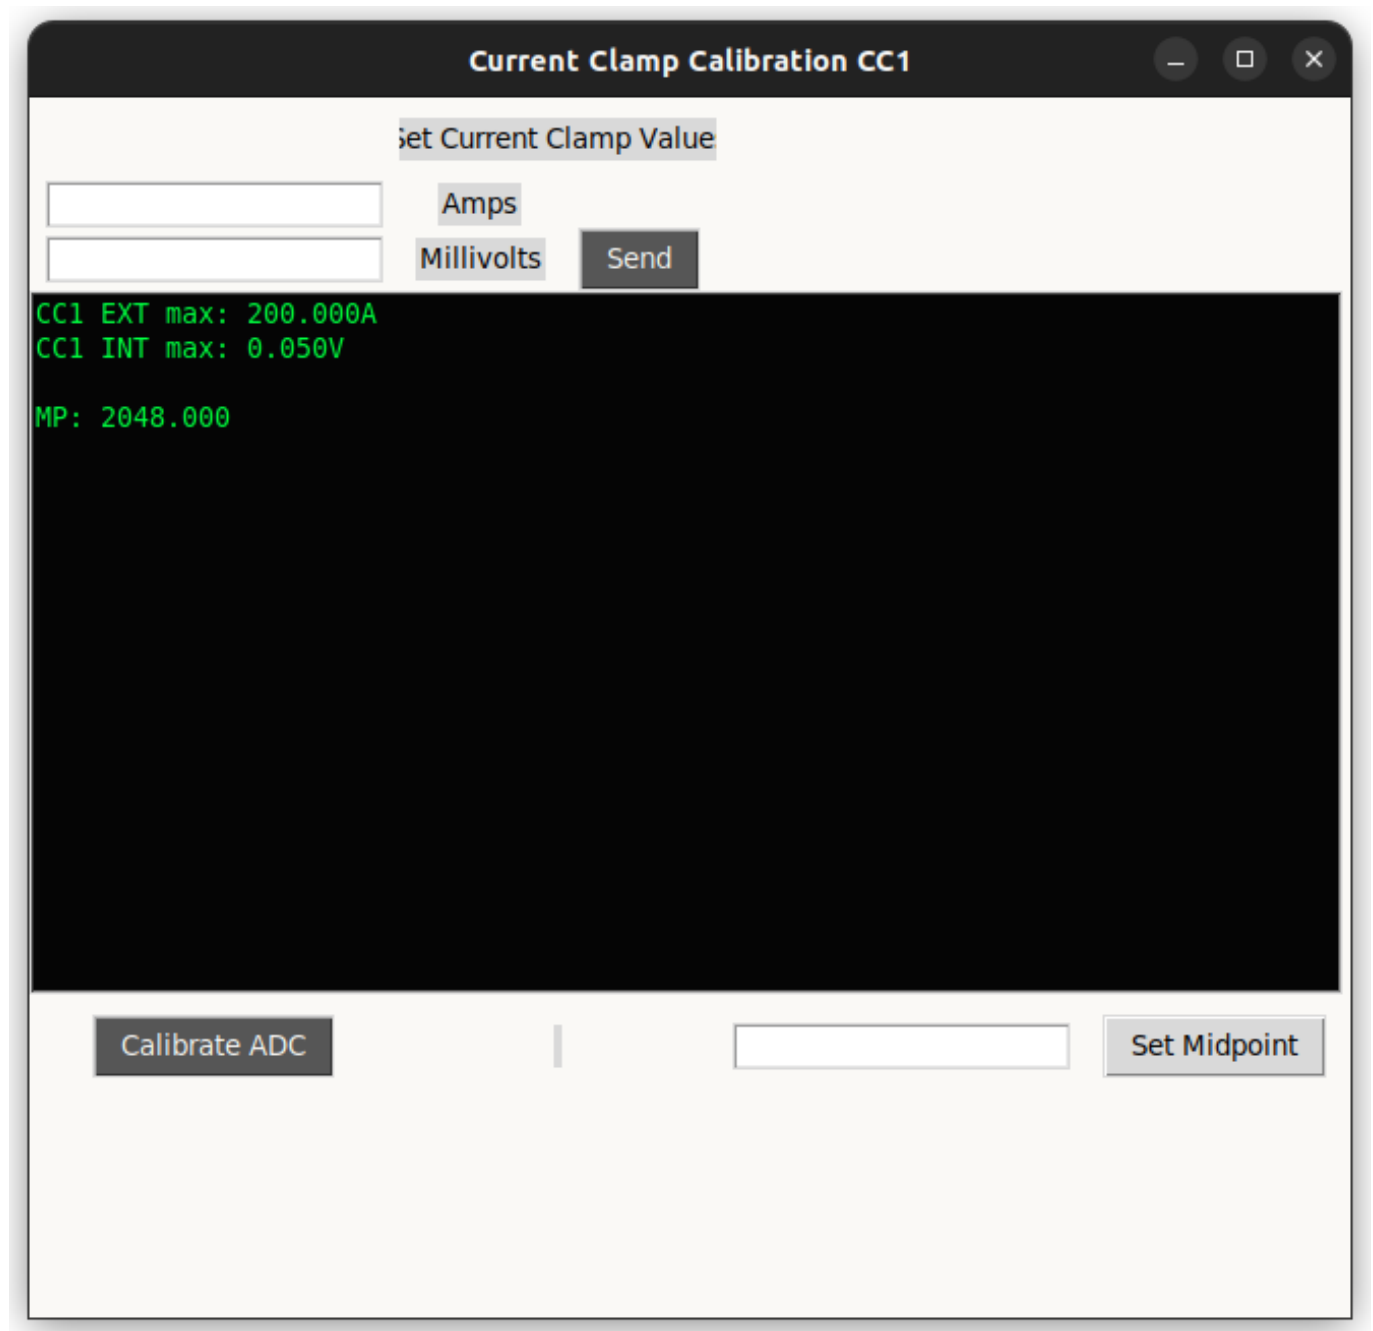 Current Clamp Calibration CC1
Set Current Clamp Value
Amps
Millivolts
Send
CC1 EXT max: 200.000A
CC1 INT max: 0.050V
MP: 2048.000
Calibrate ADC
Set Midpoint